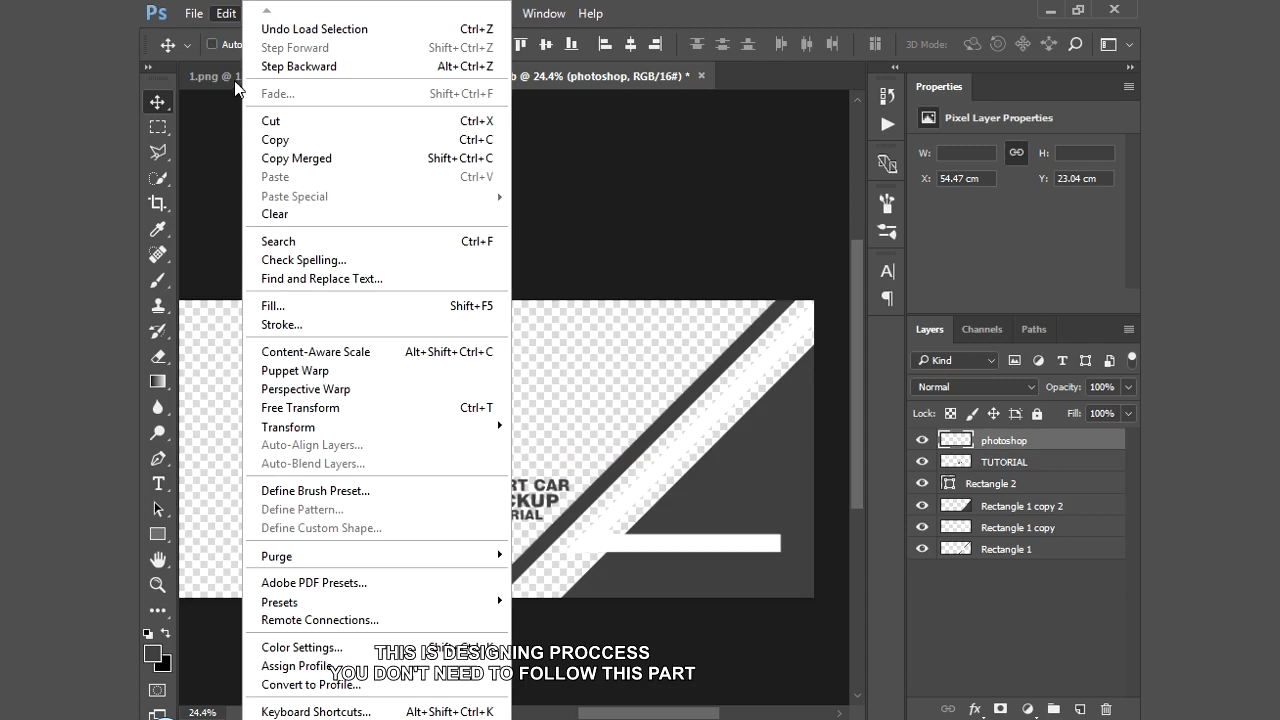 Ps File Edit Window Help
Auto
3D Mode:
1.png @ 1
b @ 24.4% (photoshop, RGB/16#) * ×
Undo Load Selection Ctrl+Z
Step Forward Shift+Ctrl+Z
Step Backward Alt+Ctrl+Z
Fade... Shift+Ctrl+F
Cut Ctrl+X
Copy Ctrl+C
Copy Merged Shift+Ctrl+C
Paste Ctrl+V
Paste Special
Clear
Search Ctrl+F
Check Spelling...
Find and Replace Text...
Fill... Shift+F5
Stroke...
Content-Aware Scale Alt+Shift+Ctrl+C
Puppet Warp
Perspective Warp
Free Transform Ctrl+T
Transform
Auto-Align Layers...
Auto-Blend Layers...
Define Brush Preset...
Define Pattern...
Define Custom Shape...
Purge
Adobe PDF Presets...
Presets
Remote Connections...
Color Settings...
Assign Profile...
Convert to Profile...
Keyboard Shortcuts... Alt+Shift+Ctrl+K
RT CAR
CKUP
RIAL
THIS IS DESIGNING PROCCESS
YOU DON'T NEED TO FOLLOW THIS PART
24.4%
Properties
Pixel Layer Properties
W: H:
X: 54.47 cm Y: 23.04 cm
Layers Channels Paths
Kind
Normal Opacity: 100%
Lock: Fill: 100%
photoshop
TUTORIAL
Rectangle 2
Rectangle 1 copy 2
Rectangle 1 copy
Rectangle 1
fx